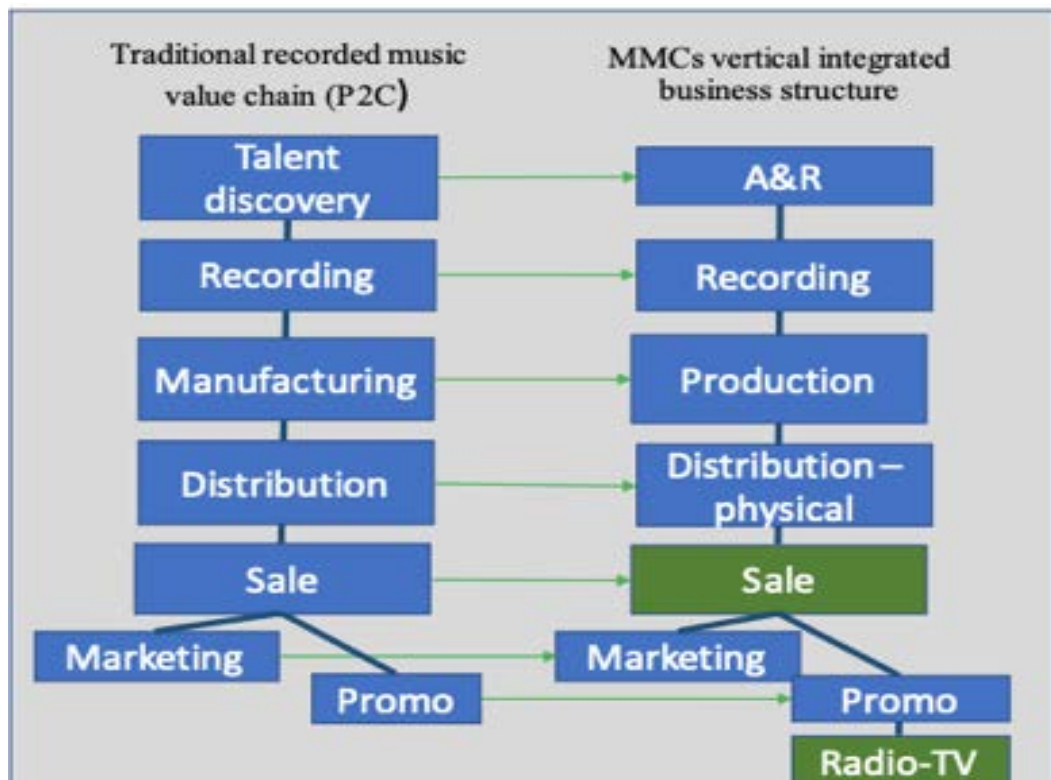 Traditional recorded music
value chain (P2C)
MMCs vertical integrated
business structure
Talent
discovery
A&R
Recording
Recording
Manufacturing
Production
Distribution
Distribution–
physical
Sale
Sale
Marketing
Marketing
Promo
Promo
Radio-TV